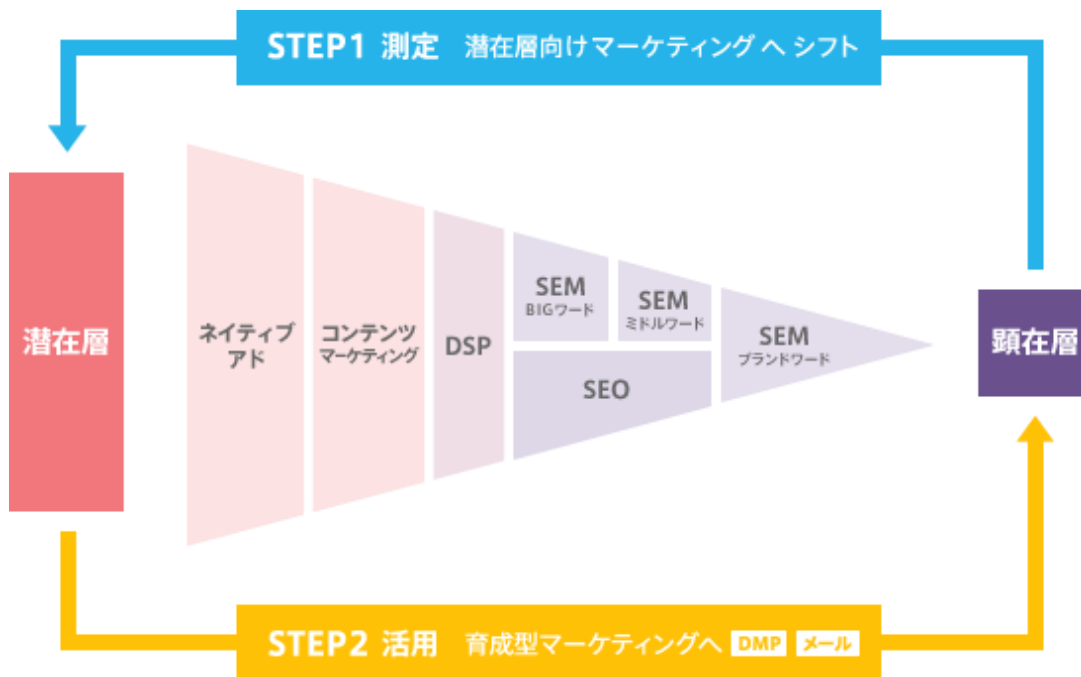 STEP1 測定 潜在層向けマーケティングへシフト
潜在層
ネイティブ
アド
コンテンツ
マーケティング
DSP
SEM
BIGワード
SEM
ミドルワード
SEO
SEM
ブランドワード
顕在層
STEP2 活用 育成型マーケティングへ DMP メール